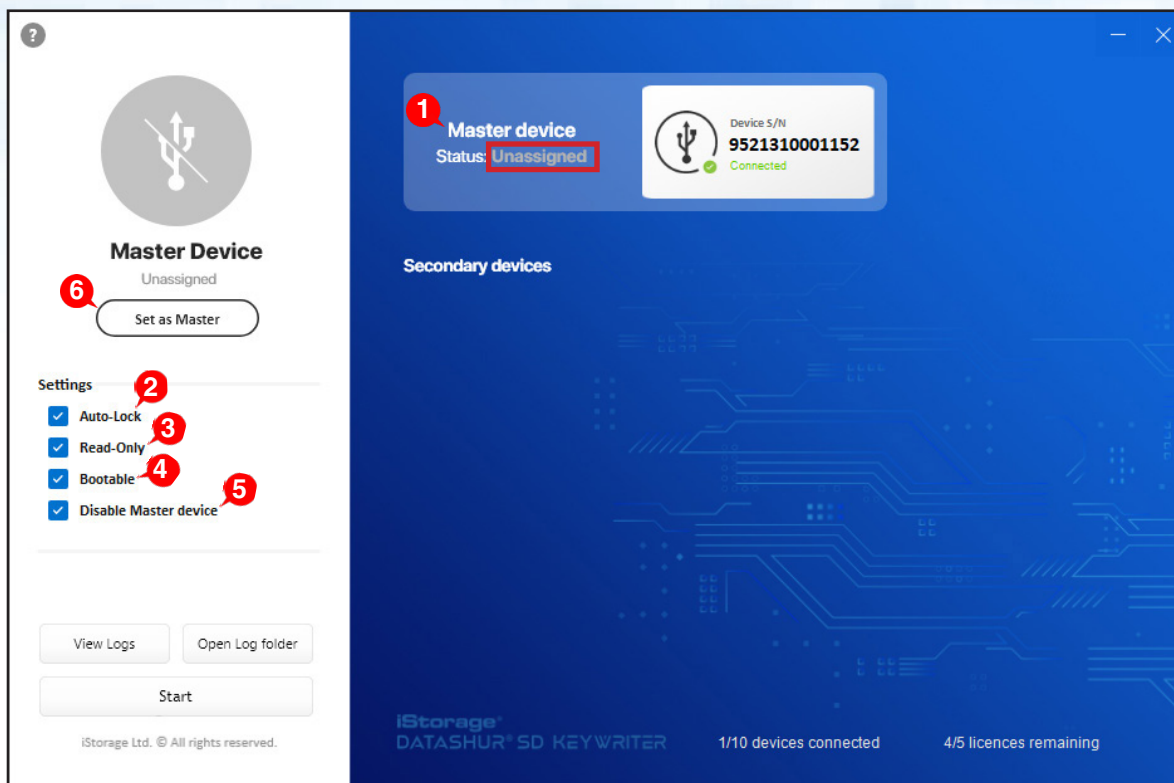 ?
Master Device
Unassigned
6
Set as Master
Settings
2
Auto-Lock
3
Read-Only
4
Bootable
5
Disable Master device
View Logs
Open Log folder
Start
iStorage Ltd. © All rights reserved.
1
Master device
Status: Unassigned
Device S/N
9521310001152
Connected
Secondary devices
iStorage®
DATASHUR® SD KEYWRITER
1/10 devices connected
4/5 licences remaining